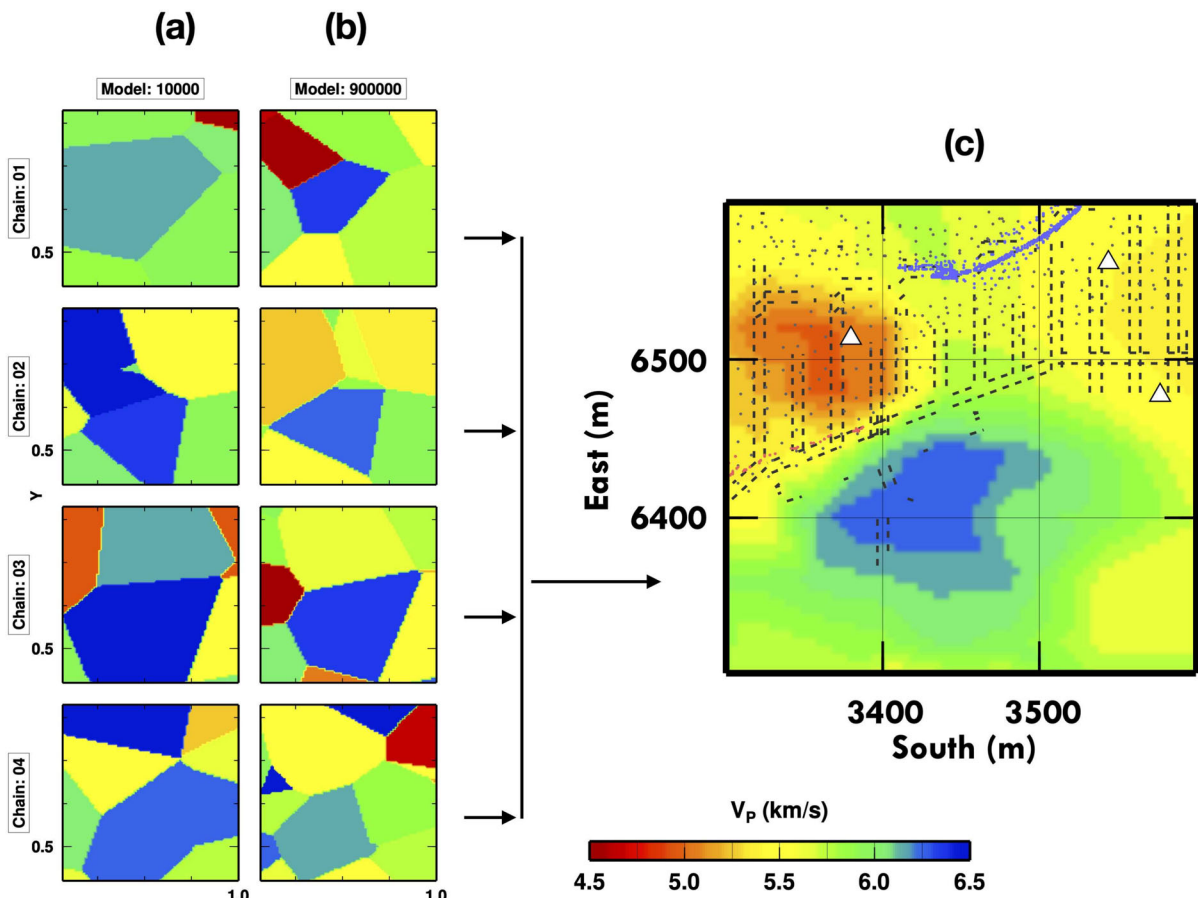 (a)
(b)
Model: 10000
Model: 900000
Chain: 01
0.5
Chain: 02
0.5
Y
Chain: 03
0.5
Chain: 04
0.5
1.0
1.0
(c)
East (m)
6500
6400
3400
3500
South (m)
VP (km/s)
4.5
5.0
5.5
6.0
6.5